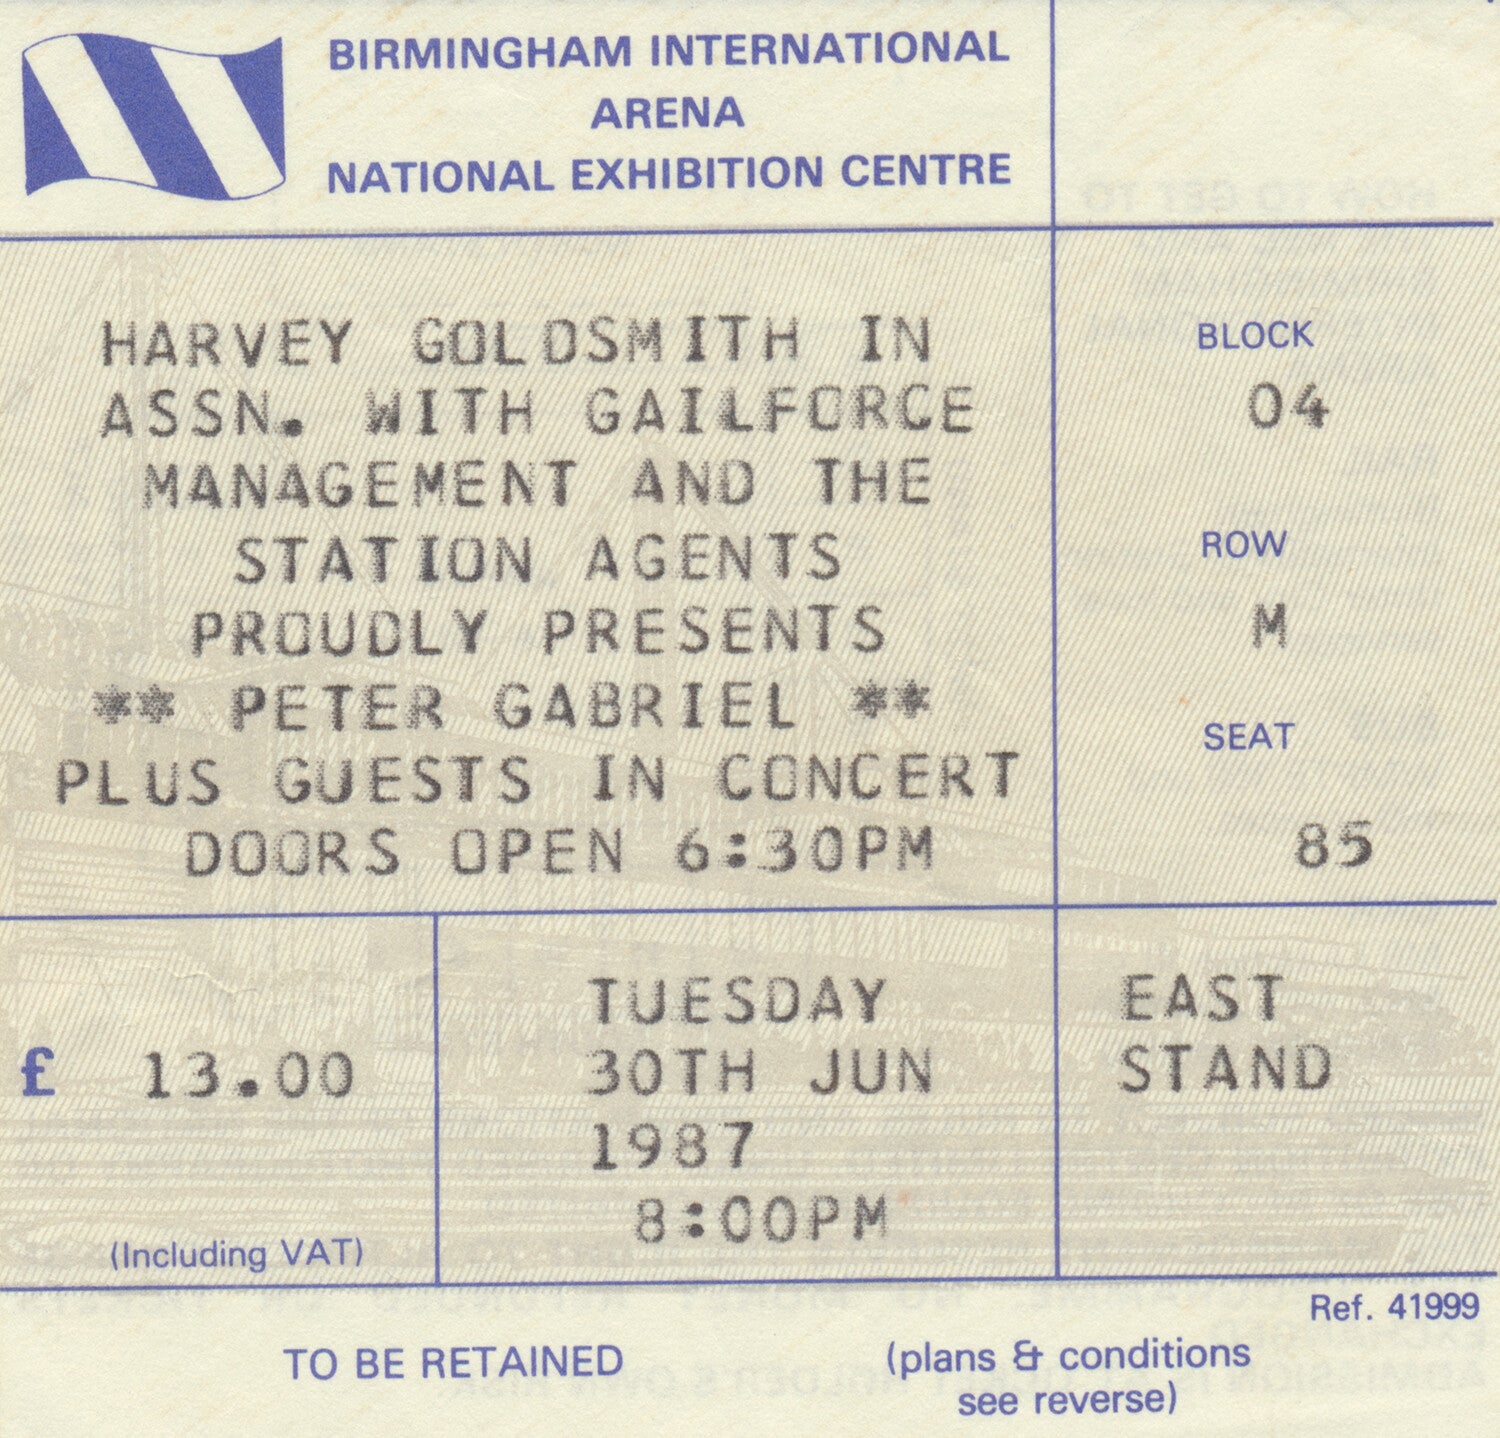 BIRMINGHAM INTERNATIONAL
ARENA
NATIONAL EXHIBITION CENTRE
HARVEY GOLDSMITH IN
ASSN. WITH GAILFORCE
MANAGEMENT AND THE
STATION AGENTS
PROUDLY PRESENTS
** PETER GABRIEL **
PLUS GUESTS IN CONCERT
DOORS OPEN 6:30PM
BLOCK
04
ROW
M
SEAT
85
£ 13.00
(Including VAT)
TUESDAY
30TH JUN
1987
8:00PM
EAST
STAND
Ref. 41999
TO BE RETAINED
(plans & conditions
see reverse)